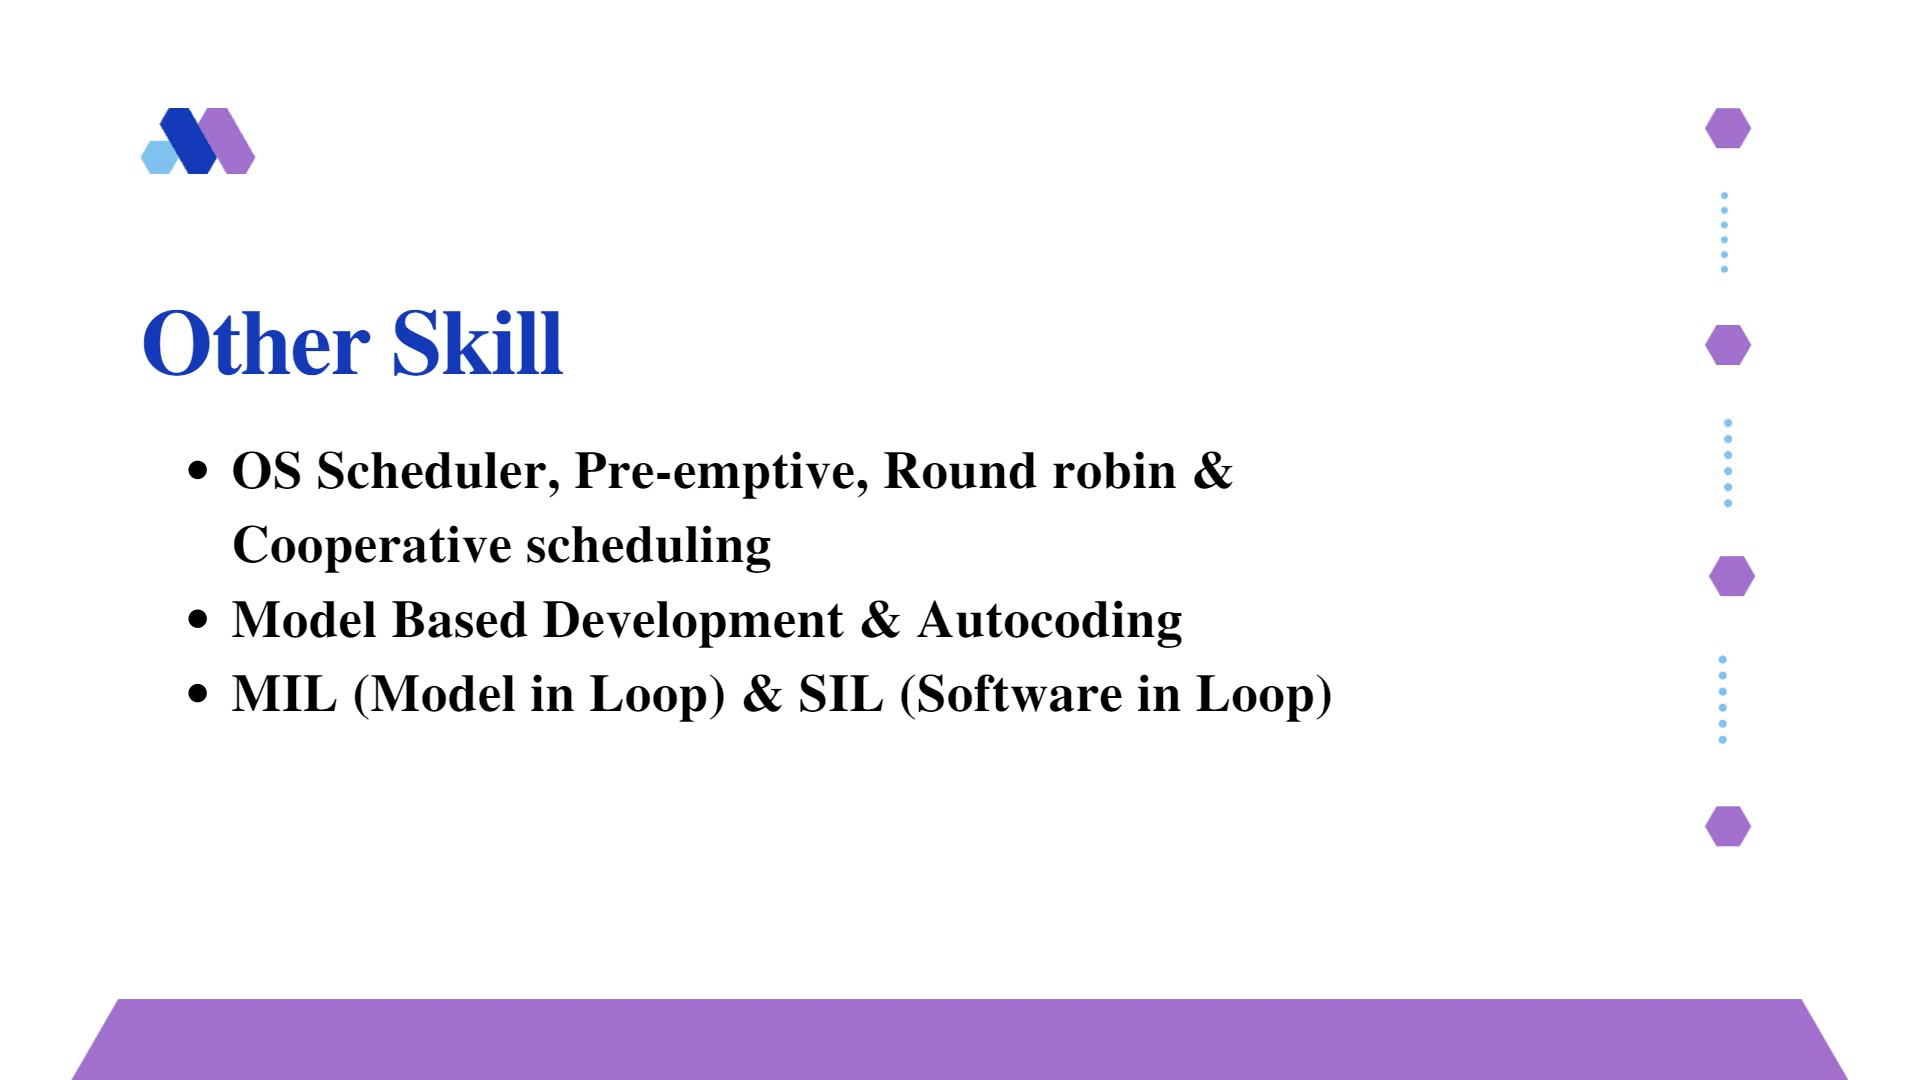 Other Skill
• OS Scheduler, Pre-emptive, Round robin &
Cooperative scheduling
• Model Based Development & Autocoding
• MIL (Model in Loop) & SIL (Software in Loop)